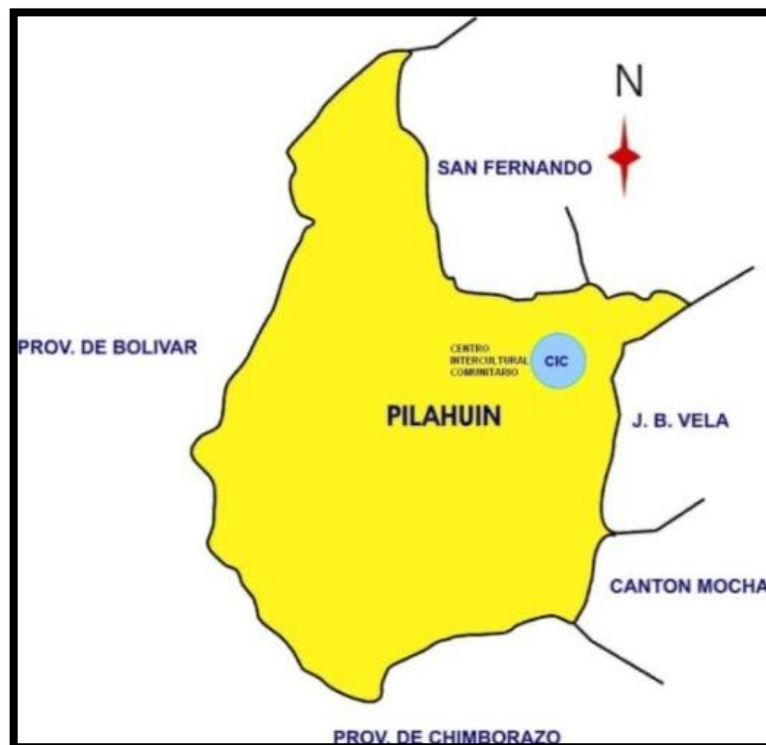 N
SAN FERNANDO
PROV. DE BOLIVAR
CENTRO
INTERCULTURAL
COMUNITARIO
CIC
PILAHUIN
J. B. VELA
CANTON MOCHA
PROV. DE CHIMBORAZO